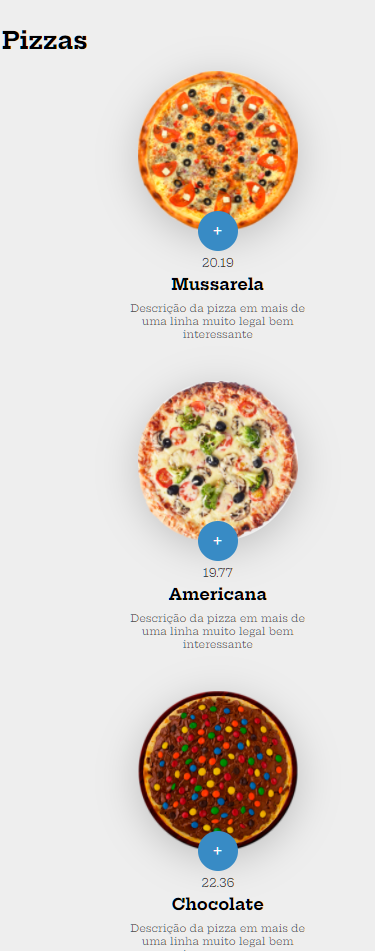 Pizzas
+
20.19
Mussarela
Descrição da pizza em mais de
uma linha muito legal bem
interessante
+
19.77
Americana
Descrição da pizza em mais de
uma linha muito legal bem
interessante
+
22.36
Chocolate
Descrição da pizza em mais de
uma linha muito legal bem